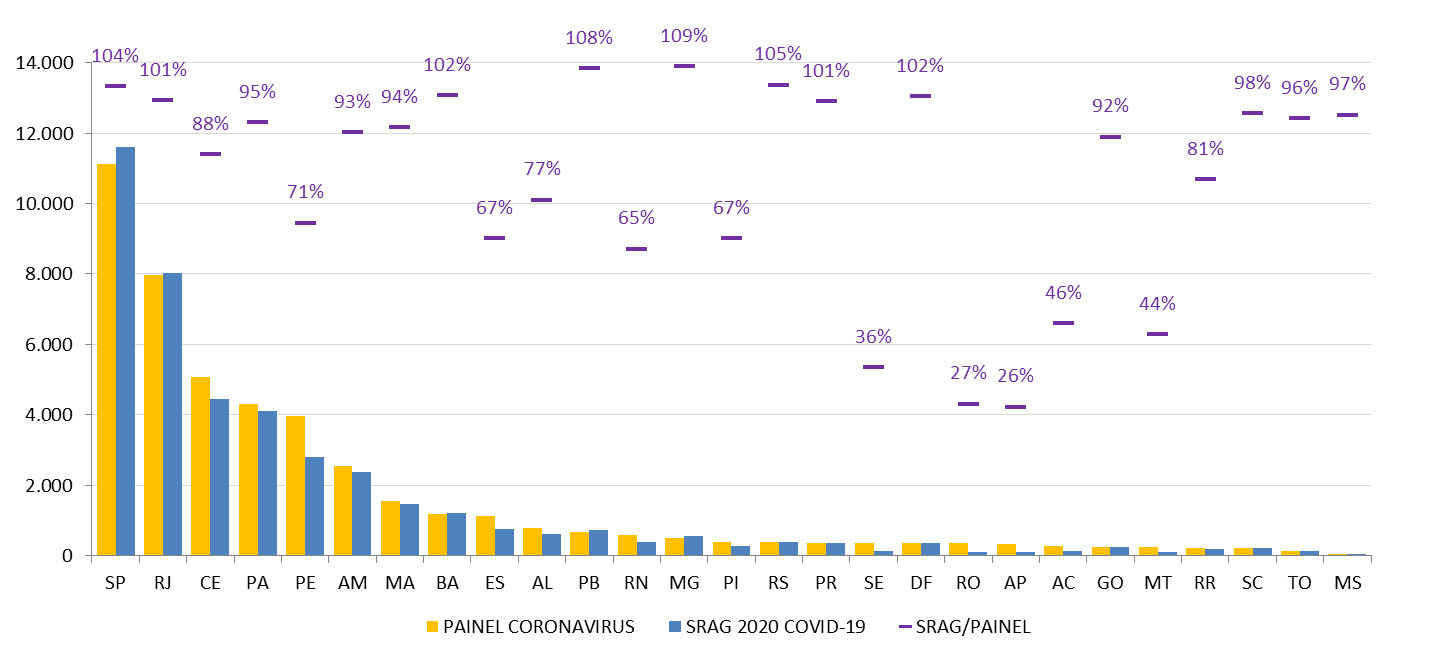 104% 101% 88% 95% 71% 93% 94% 102% 67% 77% 108% 65% 109% 67% 105% 101% 36% 102% 27% 26% 46% 92% 44% 81% 98% 96% 97%
14.000
12.000
10.000
8.000
6.000
4.000
2.000
0
SP RJ CE PA PE AM MA BA ES AL PB RN MG PI RS PR SE DF RO AP AC GO MT RR SC TO MS
PAINEL CORONAVIRUS SRAG 2020 COVID-19 SRAG/PAINEL